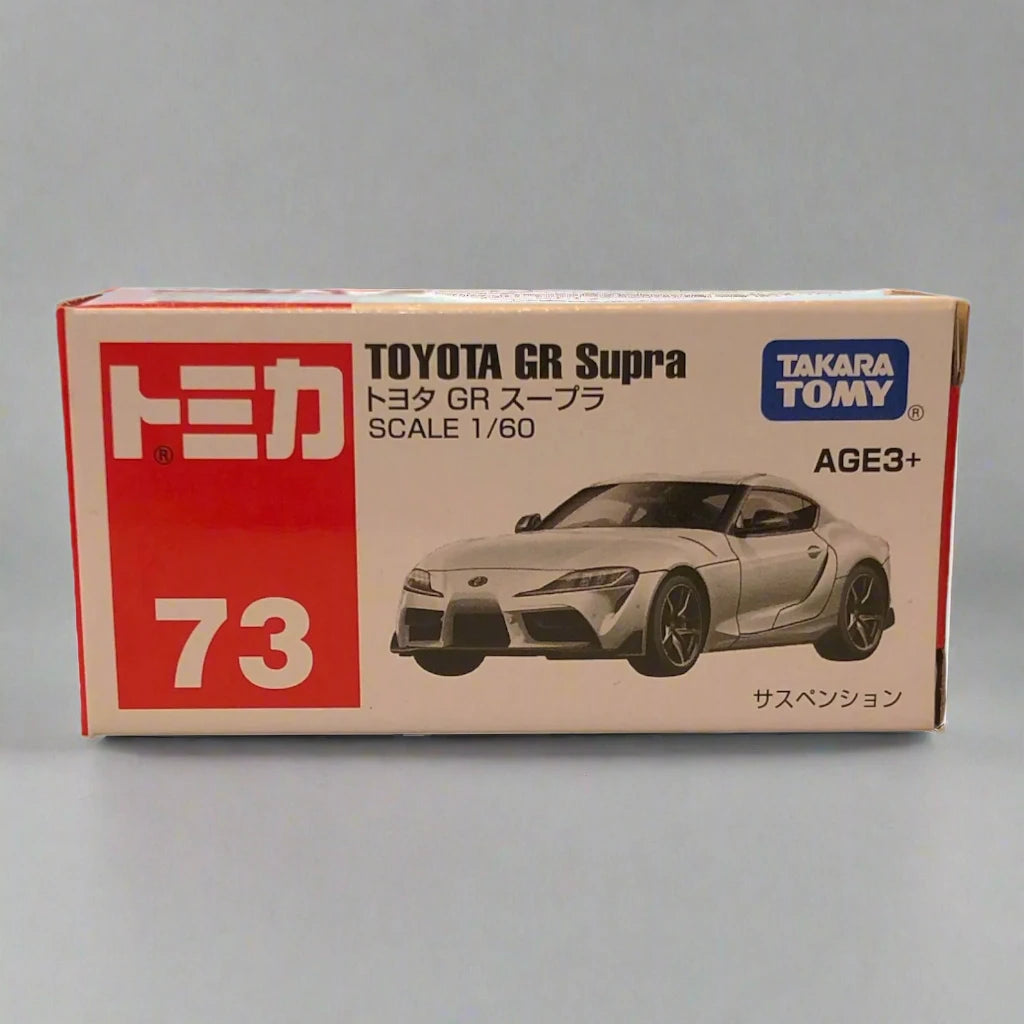 トミカ
®
73
TOYOTA GR Supra
トヨタ GR スープラ
SCALE 1/60
TAKARA
TOMY
®
AGE3+
サスペンション